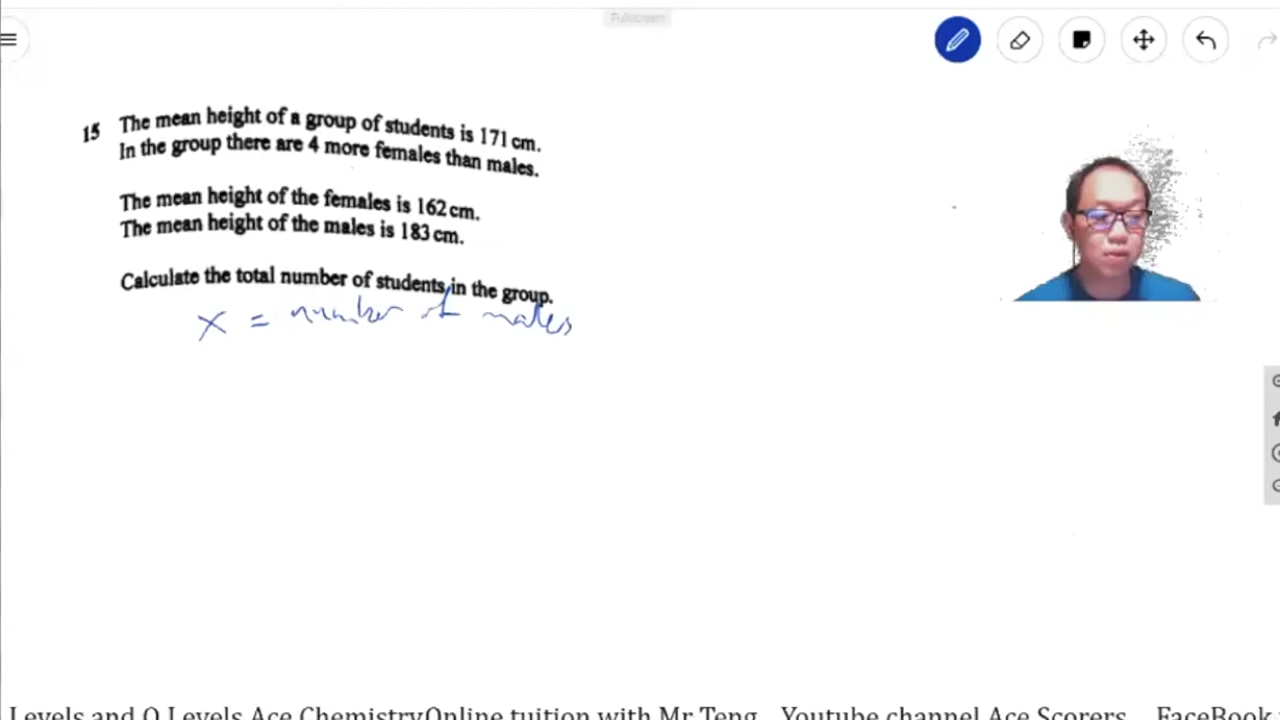 Fullscreen
15 The mean height of a group of students is 171 cm.
In the group there are 4 more females than males.
The mean height of the females is 162 cm.
The mean height of the males is 183 cm.
Calculate the total number of students in the group.
x = number of males
Levels and O Levels Ace Chemistry Online tuition with Mr Teng Youtube channel Ace Scorers FaceBook